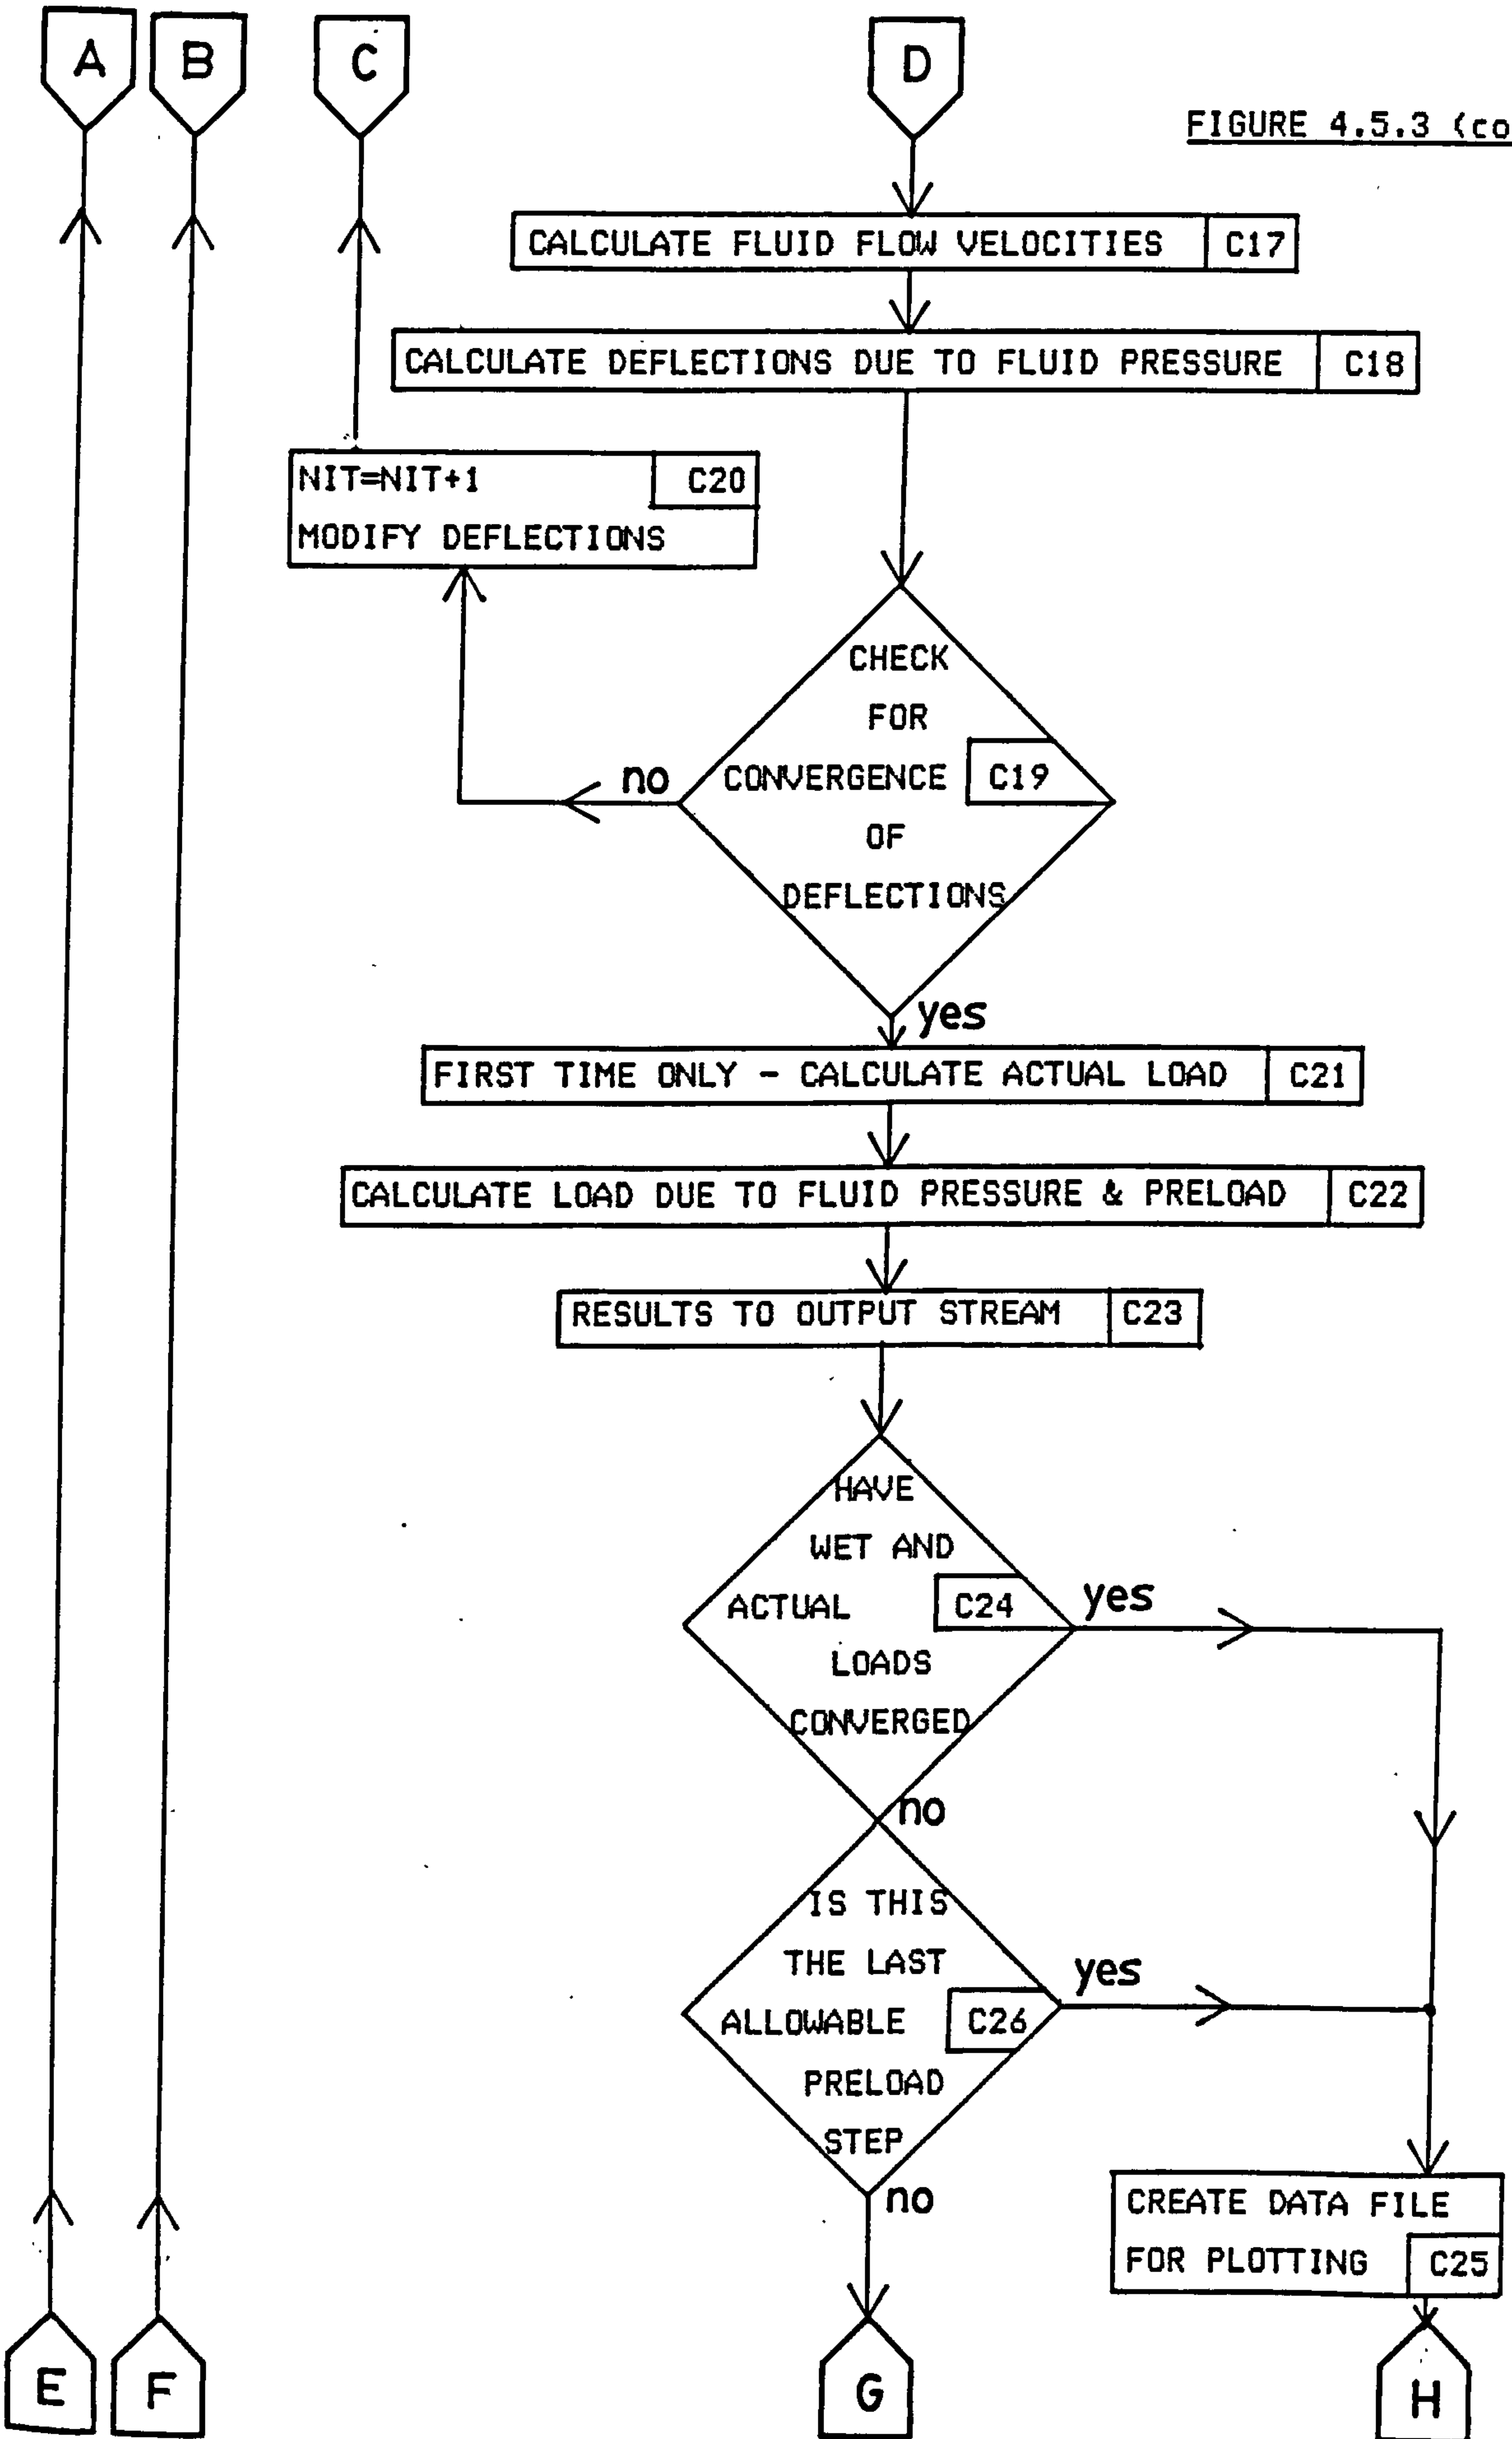 A
B
C
D
FIGURE 4.5.3 (co
CALCULATE FLUID FLOW VELOCITIES C17
CALCULATE DEFLECTIONS DUE TO FLUID PRESSURE C18
NIT=NIT+1 C20
MODIFY DEFLECTIONS
CHECK
FOR
CONVERGENCE C19
OF
DEFLECTIONS
no
yes
FIRST TIME ONLY - CALCULATE ACTUAL LOAD C21
CALCULATE LOAD DUE TO FLUID PRESSURE & PRELOAD C22
RESULTS TO OUTPUT STREAM C23
HAVE
WET AND
ACTUAL C24
LOADS
CONVERGED
yes
no
IS THIS
THE LAST
ALLOWABLE C26
PRELOAD
STEP
yes
no
CREATE DATA FILE
FOR PLOTTING C25
E
F
G
H